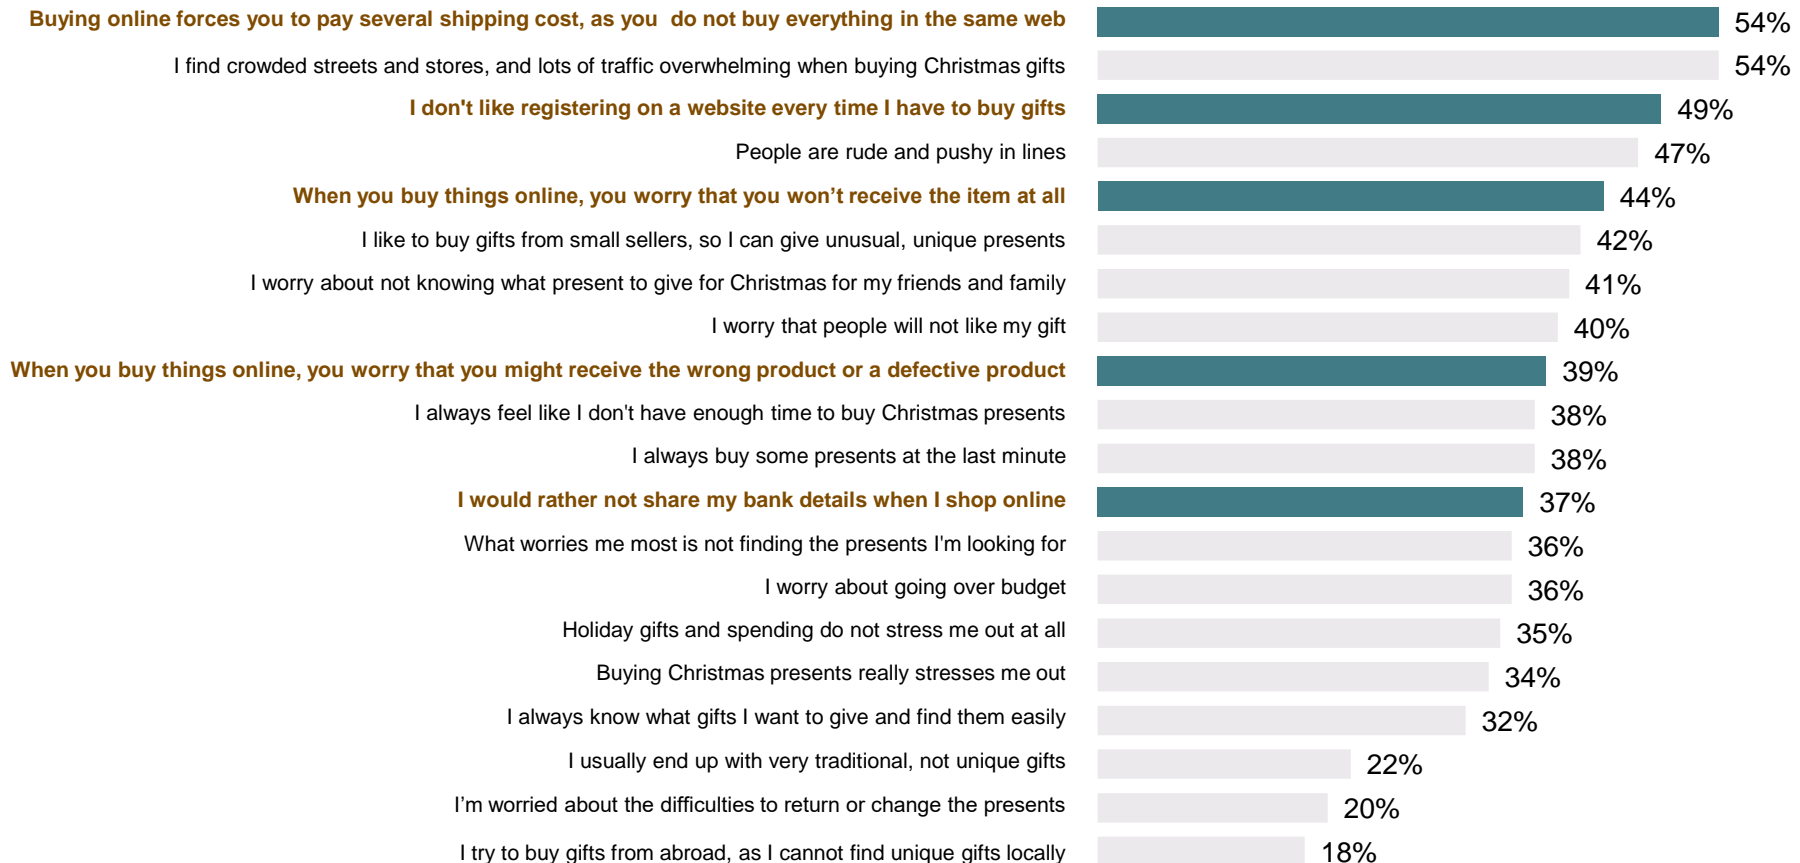 Buying online forces you to pay several shipping cost, as you  do not buy everything in the same web 54%
I find crowded streets and stores, and lots of traffic overwhelming when buying Christmas gifts 54%
I don't like registering on a website every time I have to buy gifts 49%
People are rude and pushy in lines 47%
When you buy things online, you worry that you won’t receive the item at all 44%
I like to buy gifts from small sellers, so I can give unusual, unique presents 42%
I worry about not knowing what present to give for Christmas for my friends and family 41%
I worry that people will not like my gift 40%
When you buy things online, you worry that you might receive the wrong product or a defective product 39%
I always feel like I don't have enough time to buy Christmas presents 38%
I always buy some presents at the last minute 38%
I would rather not share my bank details when I shop online 37%
What worries me most is not finding the presents I'm looking for 36%
I worry about going over budget 36%
Holiday gifts and spending do not stress me out at all 35%
Buying Christmas presents really stresses me out 34%
I always know what gifts I want to give and find them easily 32%
I usually end up with very traditional, not unique gifts 22%
I’m worried about the difficulties to return or change the presents 20%
I try to buy gifts from abroad, as I cannot find unique gifts locally 18%